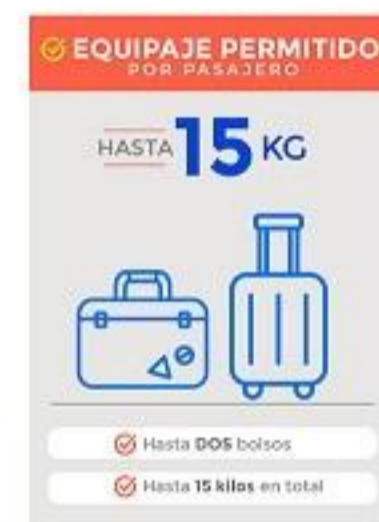 EQUIPAJE PERMITIDO
POR PASAJERO
HASTA 15 KG
Hasta DOS bolsos
Hasta 15 kilos en total